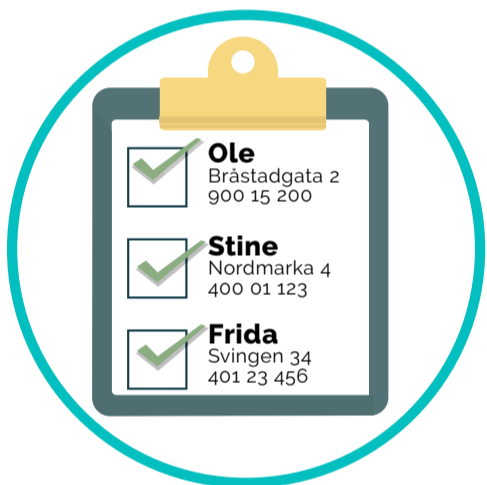 Ole
Bråstadgata 2
900 15 200
Stine
Nordmarka 4
400 01 123
Frida
Svingen 34
401 23 456